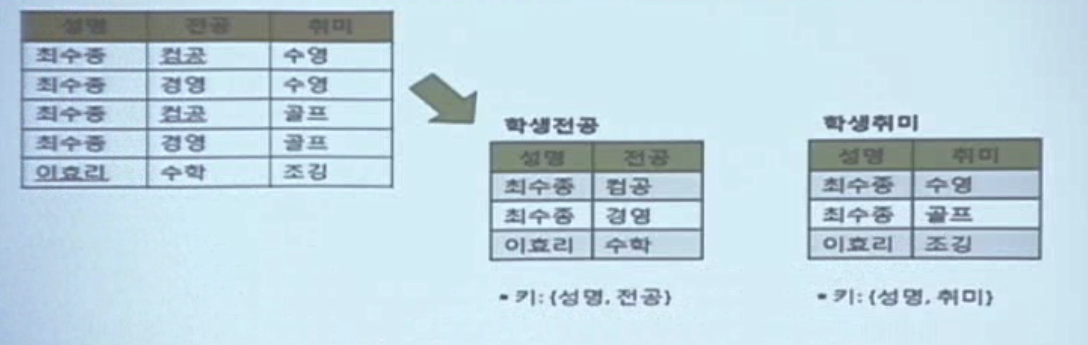 성명 전공 취미
최수종 컴공 수영
최수종 경영 수영
최수종 컴공 골프
최수종 경영 골프
이효리 수학 조깅
학생전공
성명 전공
최수종 컴공
최수종 경영
이효리 수학
• 키: {성명, 전공}
학생취미
성명 취미
최수종 수영
최수종 골프
이효리 조깅
• 키: {성명, 취미}